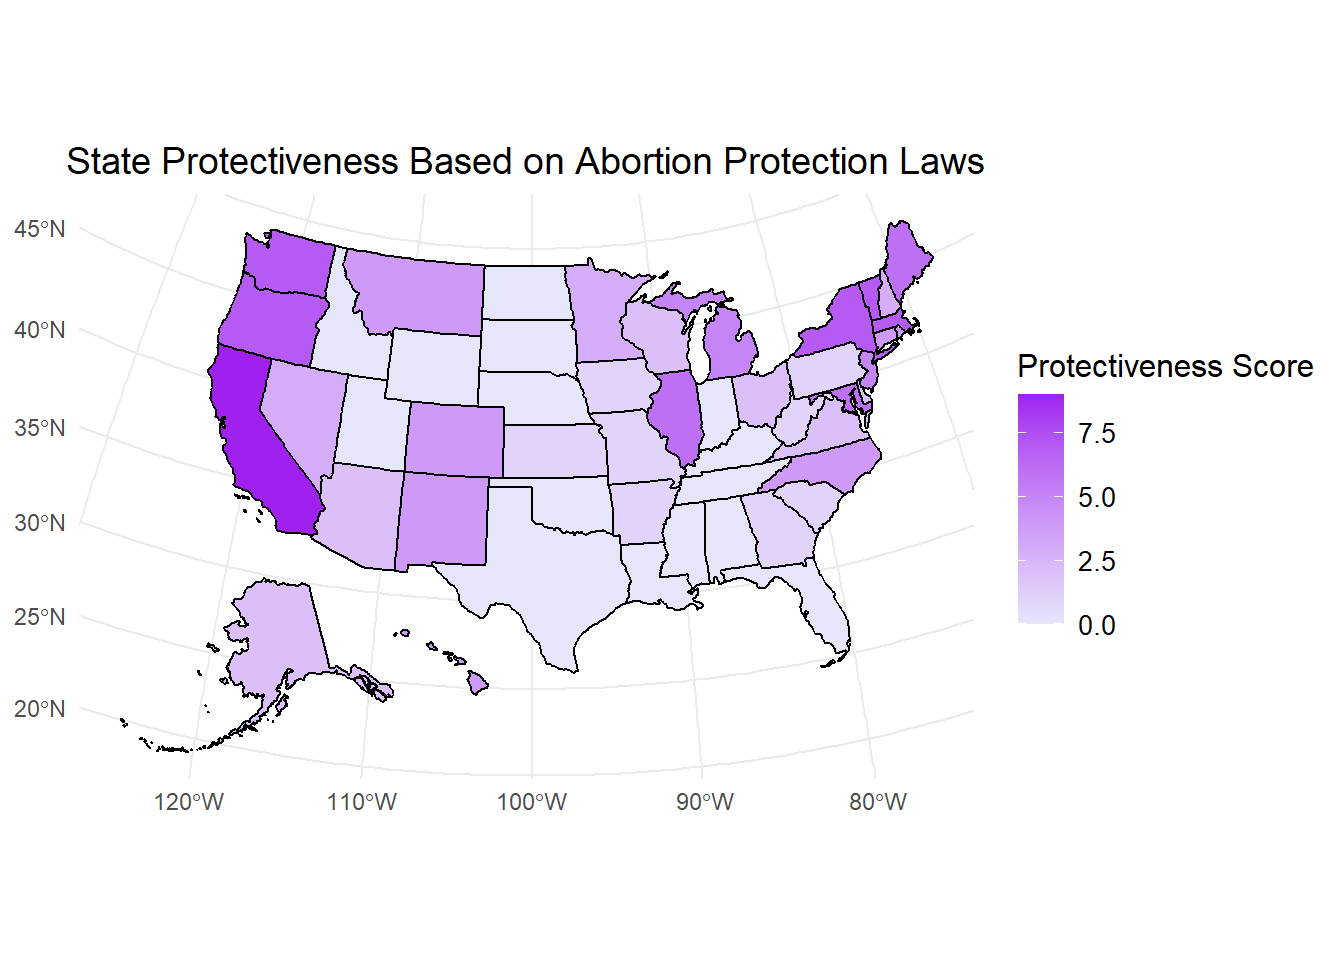 State Protectiveness Based on Abortion Protection Laws
45°N
40°N
35°N
30°N
25°N
20°N
120°W
110°W
100°W
90°W
80°W
Protectiveness Score
7.5
5.0
2.5
0.0